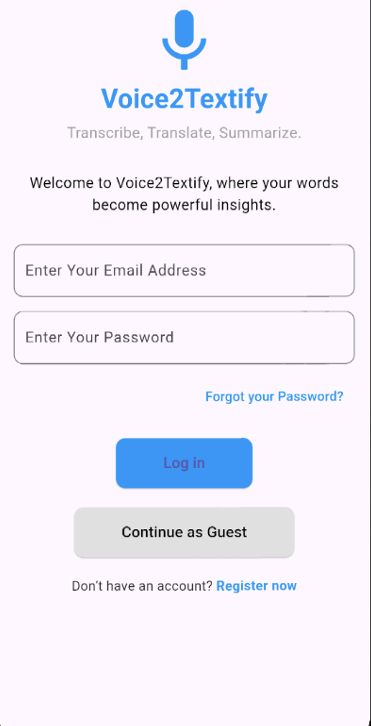 Voice2Textify
Transcribe, Translate, Summarize.
Welcome to Voice2Textify, where your words
become powerful insights.
Enter Your Email Address
Enter Your Password
Forgot your Password?
Log in
Continue as Guest
Don't have an account? Register now